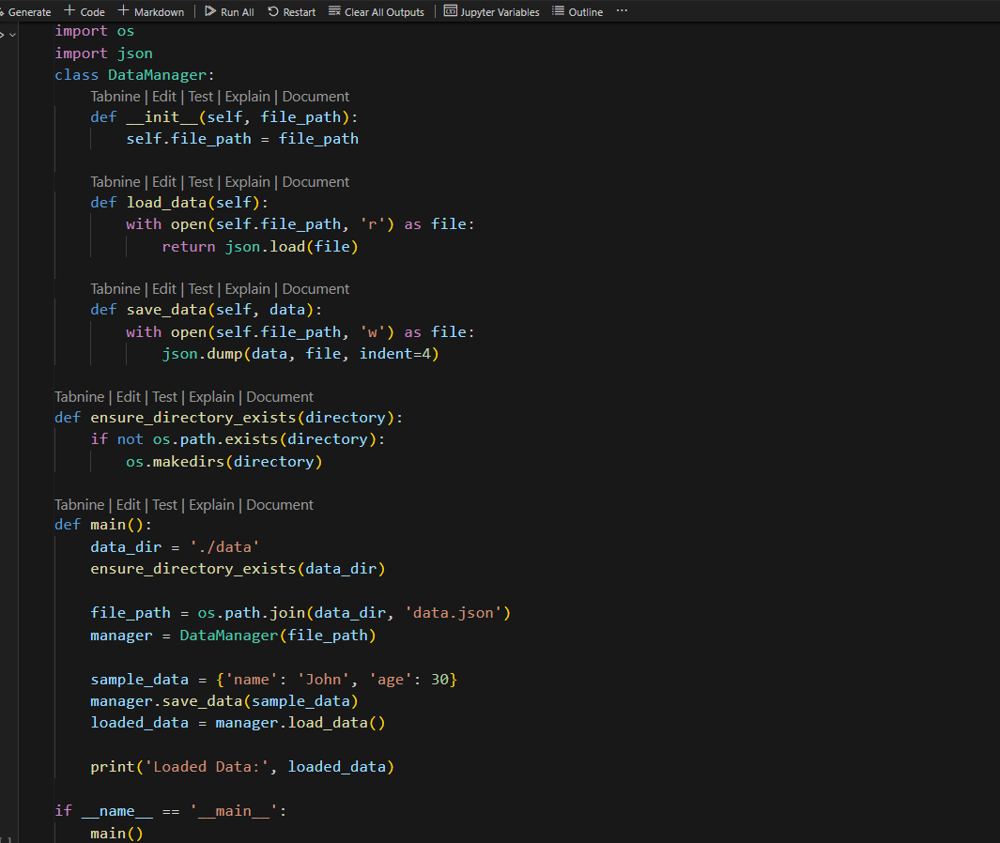 Generate + Code + Markdown | Run All Restart Clear All Outputs | Jupyter Variables Outline ...
import os
import json
class DataManager:
Tabnine | Edit | Test | Explain | Document
    def __init__(self, file_path):
        self.file_path = file_path
Tabnine | Edit | Test | Explain | Document
    def load_data(self):
        with open(self.file_path, 'r') as file:
            return json.load(file)
Tabnine | Edit | Test | Explain | Document
    def save_data(self, data):
        with open(self.file_path, 'w') as file:
            json.dump(data, file, indent=4)
Tabnine | Edit | Test | Explain | Document
def ensure_directory_exists(directory):
    if not os.path.exists(directory):
        os.makedirs(directory)
Tabnine | Edit | Test | Explain | Document
def main():
    data_dir = './data'
    ensure_directory_exists(data_dir)
    file_path = os.path.join(data_dir, 'data.json')
    manager = DataManager(file_path)
    sample_data = {'name': 'John', 'age': 30}
    manager.save_data(sample_data)
    loaded_data = manager.load_data()
    print('Loaded Data:', loaded_data)
if __name__ == '__main__':
    main()